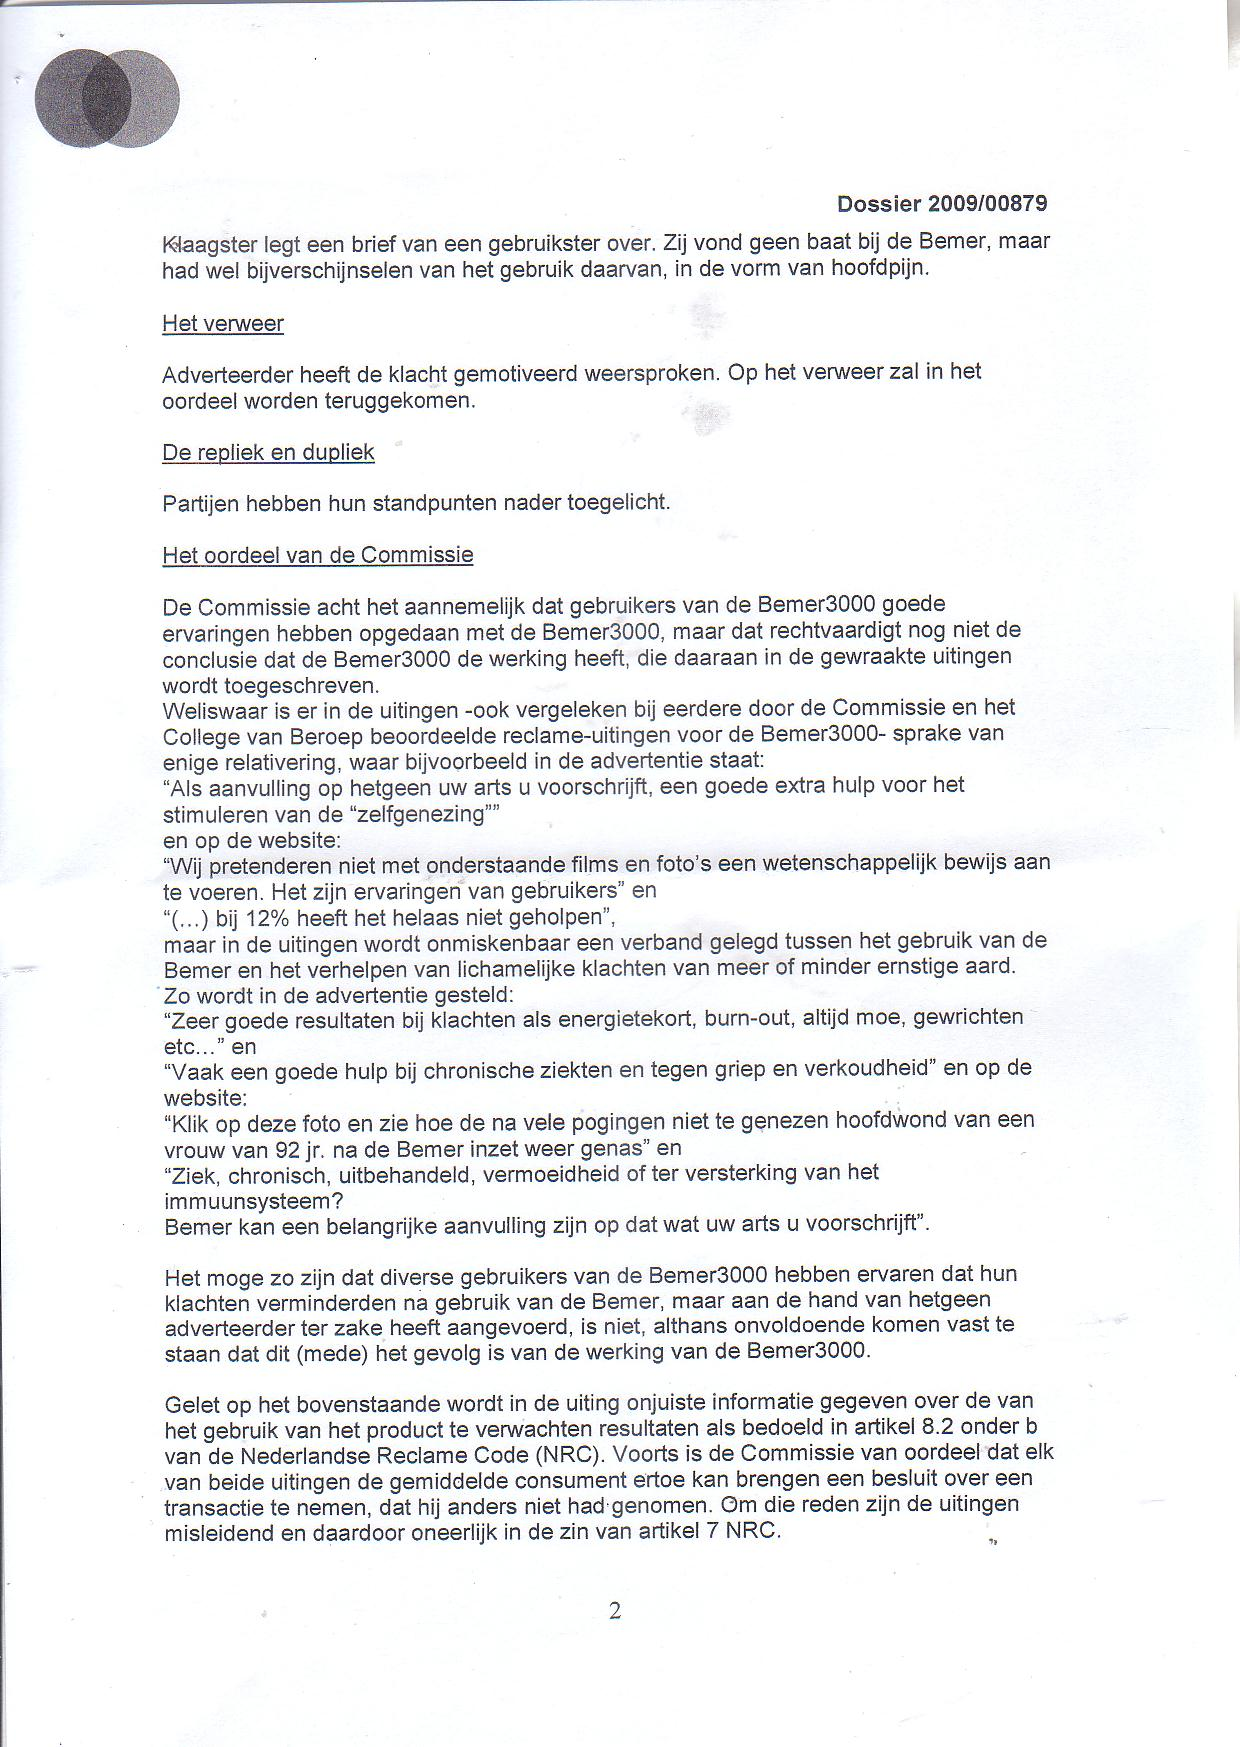 Dossier 2009/00879
Klaagster legt een brief van een gebruikster over. Zij vond geen baat bij de Bemer, maar
had wel bijverschijnselen van het gebruik daarvan, in de vorm van hoofdpijn.
Het verweer
Adverteerder heeft de klacht gemotiveerd weersproken. Op het verweer zal in het
oordeel worden teruggekomen.
De repliek en dupliek
Partijen hebben hun standpunten nader toegelicht.
Het oordeel van de Commissie
De Commissie acht het aannemelijk dat gebruikers van de Bemer3000 goede
ervaringen hebben opgedaan met de Bemer3000, maar dat rechtvaardigt nog niet de
conclusie dat de Bemer3000 de werking heeft, die daaraan in de gewraakte uitingen
wordt toegeschreven.
Weliswaar is er in de uitingen -ook vergeleken bij eerdere door de Commissie en het
College van Beroep beoordeelde reclame-uitingen voor de Bemer3000- sprake van
enige relativering, waar bijvoorbeeld in de advertentie staat:
“Als aanvulling op hetgeen uw arts u voorschrijft, een goede extra hulp voor het
stimuleren van de “zelfgenezing””
en op de website:
“Wij pretenderen niet met onderstaande films en foto’s een wetenschappelijk bewijs aan
te voeren. Het zijn ervaringen van gebruikers” en
“(...) bij 12% heeft het helaas niet geholpen”,
maar in de uitingen wordt onmiskenbaar een verband gelegd tussen het gebruik van de
Bemer en het verhelpen van lichamelijke klachten van meer of minder ernstige aard.
Zo wordt in de advertentie gesteld:
“Zeer goede resultaten bij klachten als energietekort, burn-out, altijd moe, gewrichten
etc...” en
“Vaak een goede hulp bij chronische ziekten en tegen griep en verkoudheid” en op de
website:
“Klik op deze foto en zie hoe de na vele pogingen niet te genezen hoofdwond van een
vrouw van 92 jr. na de Bemer inzet weer genas” en
“Ziek, chronisch, uitbehandeld, vermoeidheid of ter versterking van het
immuunsysteem?
Bemer kan een belangrijke aanvulling zijn op dat wat uw arts u voorschrijft”.
Het moge zo zijn dat diverse gebruikers van de Bemer3000 hebben ervaren dat hun
klachten verminderden na gebruik van de Bemer, maar aan de hand van hetgeen
adverteerder ter zake heeft aangevoerd, is niet, althans onvoldoende komen vast te
staan dat dit (mede) het gevolg is van de werking van de Bemer3000.
Gelet op het bovenstaande wordt in de uiting onjuiste informatie gegeven over de van
het gebruik van het product te verwachten resultaten als bedoeld in artikel 8.2 onder b
van de Nederlandse Reclame Code (NRC). Voorts is de Commissie van oordeel dat elk
van beide uitingen de gemiddelde consument ertoe kan brengen een besluit over een
transactie te nemen, dat hij anders niet had genomen. Om die reden zijn de uitingen
misleidend en daardoor oneerlijk in de zin van artikel 7 NRC.
2